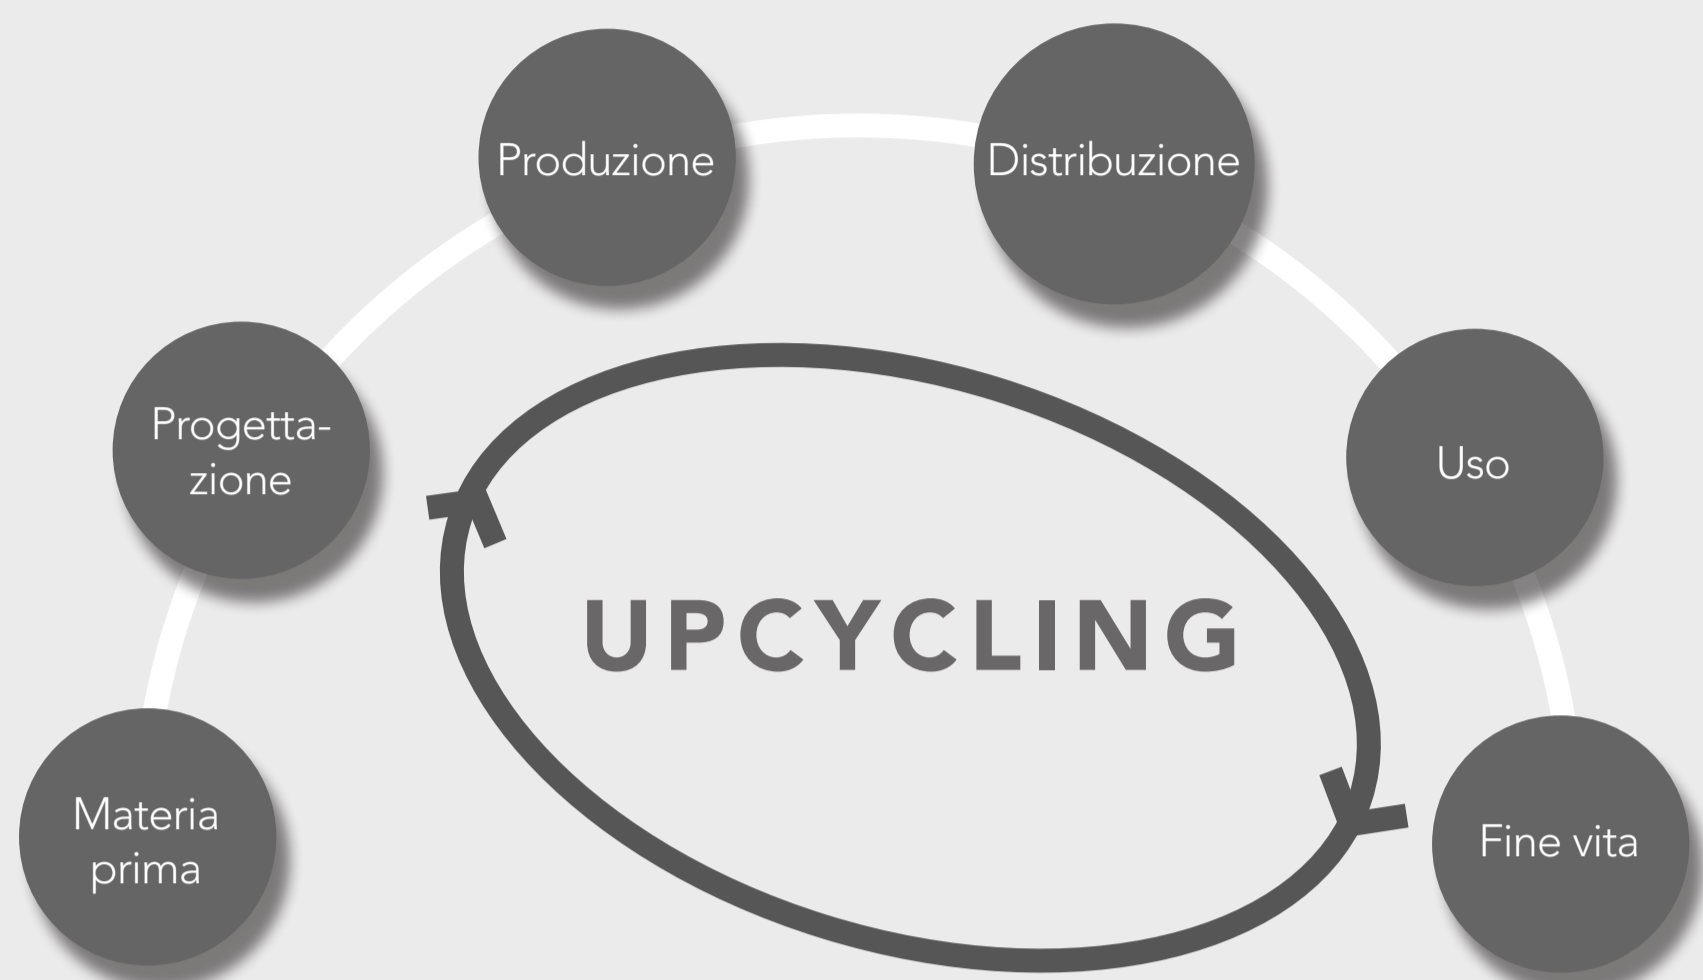 Produzione
Distribuzione
Progetta-
zione
Uso
UPCYCLING
Materia
prima
Fine vita